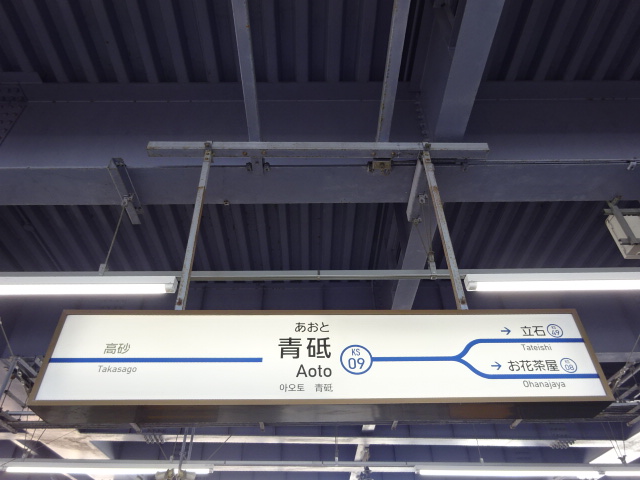 高砂
Takasago
あおと
青砥
Aoto
아오토 青砥
KS
09
→ 立石
KS
49
Tateishi
→ お花茶屋
KS
08
Ohanajaya